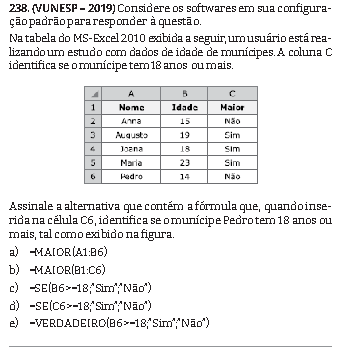 238. (VUNESP – 2019) Considere os softwares em sua configura-
ção padrão para responder à questão.
Na tabela do MS-Excel 2010 exibida a seguir, um usuário está rea-
lizando um estudo com dados de idade de munícipes. A coluna C
identifica se o munícipe tem 18 anos ou mais.
A B C
1 Nome Idade Maior
2 Anna 15 Não
3 Augusto 19 Sim
4 Joana 18 Sim
5 Maria 23 Sim
6 Pedro 14 Não
Assinale a alternativa que contém a fórmula que, quando inse-
rida na célula C6, identifica se o munícipe Pedro tem 18 anos ou
mais, tal como exibido na figura.
a) =MAIOR(A1:B6)
b) =MAIOR(B1:C6)
c) =SE(B6>=18;"Sim";"Não")
d) =SE(C6>=18;"Sim";"Não")
e) =VERDADEIRO(B6>=18;"Sim";"Não")